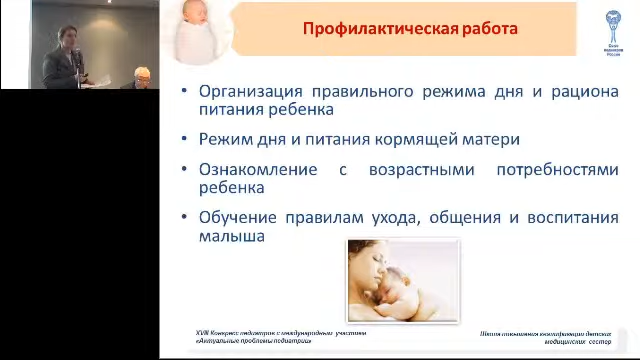 Профилактическая работа
• Организация правильного режима дня и рациона
питания ребенка
• Режим дня и питания кормящей матери
• Ознакомление с возрастными потребностями
ребенка
• Обучение правилам ухода, общения и воспитания
малыша
XVIII Конгресс педиатров с международным участием
«Актуальные проблемы педиатрии»
Школа повышения квалификации детских
медицинских сестер